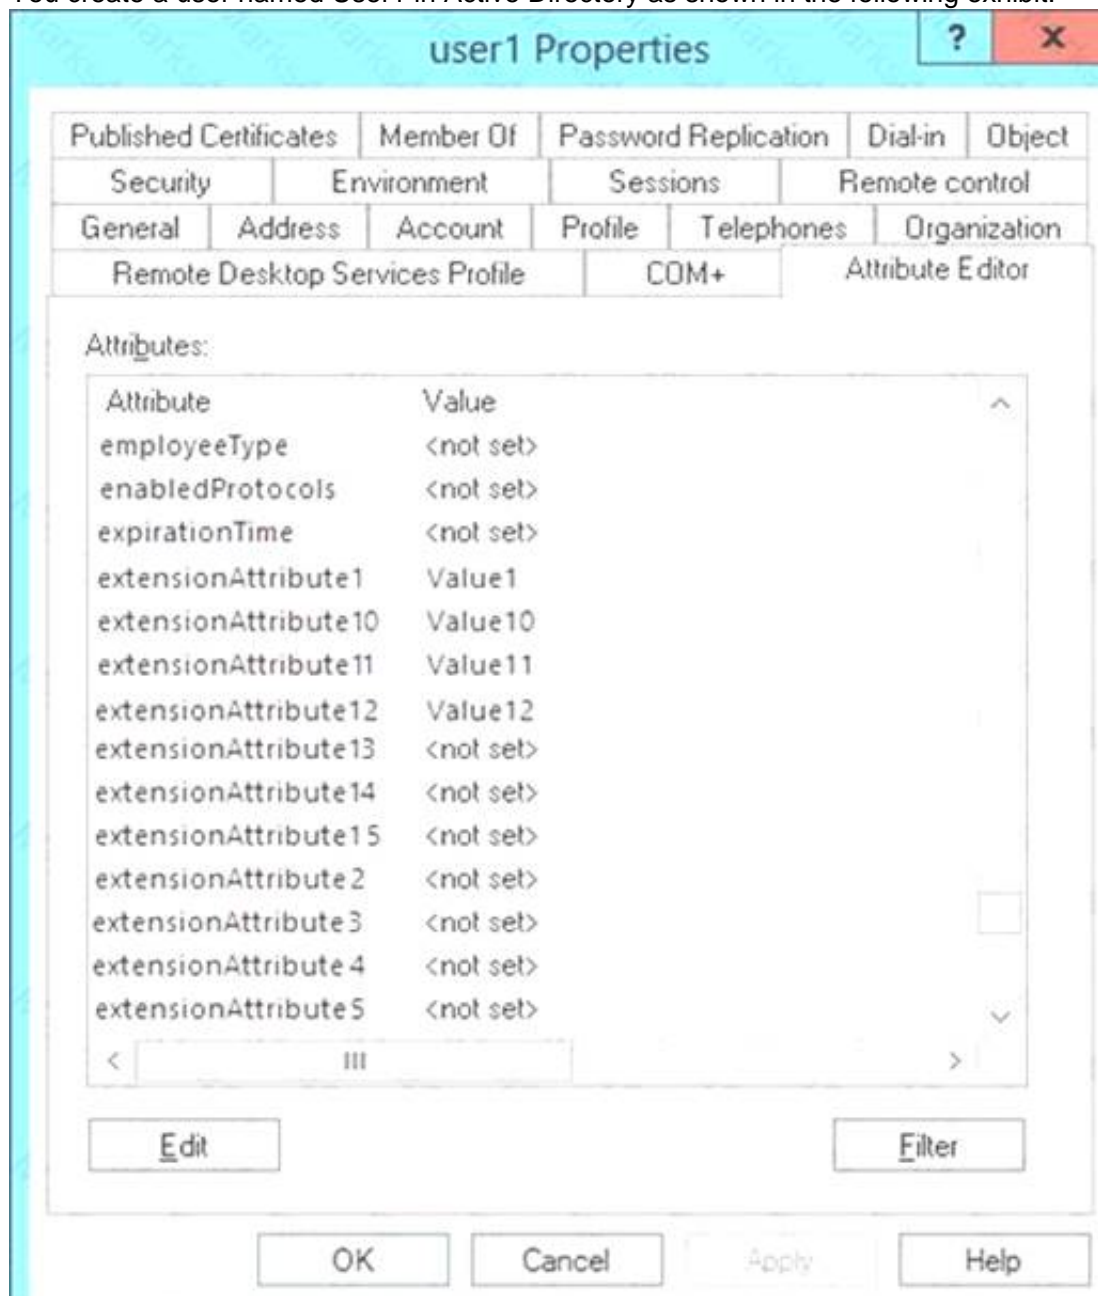 You create a user named User1 in Active Directory as shown in the following exhibit.
user1 Properties ? x
Published Certificates Member Of Password Replication Dial-in Object
Security Environment Sessions Remote control
General Address Account Profile Telephones Organization
Remote Desktop Services Profile COM+ Attribute Editor
Attributes:
Attribute Value
employeeType <not set>
enabledProtocols <not set>
expirationTime <not set>
extensionAttribute1 Value1
extensionAttribute10 Value10
extensionAttribute11 Value11
extensionAttribute12 Value12
extensionAttribute13 <not set>
extensionAttribute14 <not set>
extensionAttribute15 <not set>
extensionAttribute2 <not set>
extensionAttribute3 <not set>
extensionAttribute4 <not set>
extensionAttribute5 <not set>
Edit Filter
OK Cancel Apply Help